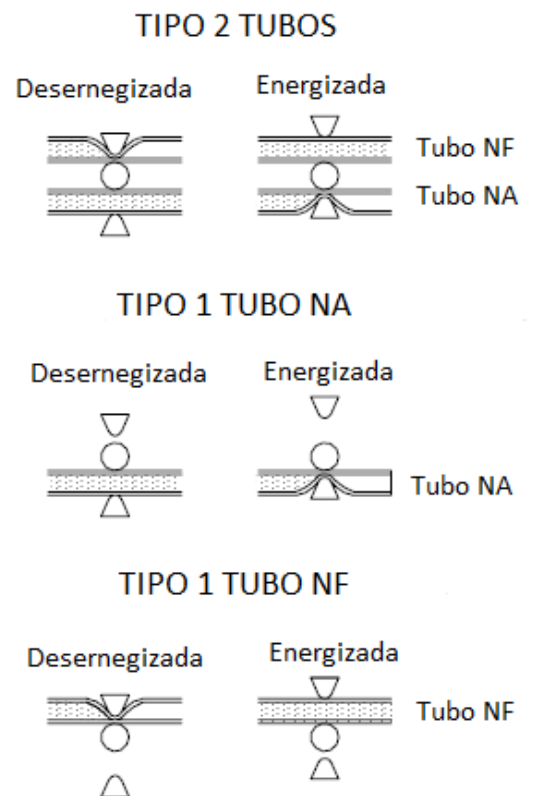 TIPO 2 TUBOS
Desernegizada
Energizada
Tubo NF
Tubo NA
TIPO 1 TUBO NA
Desernegizada
Energizada
Tubo NA
TIPO 1 TUBO NF
Desernegizada
Energizada
Tubo NF